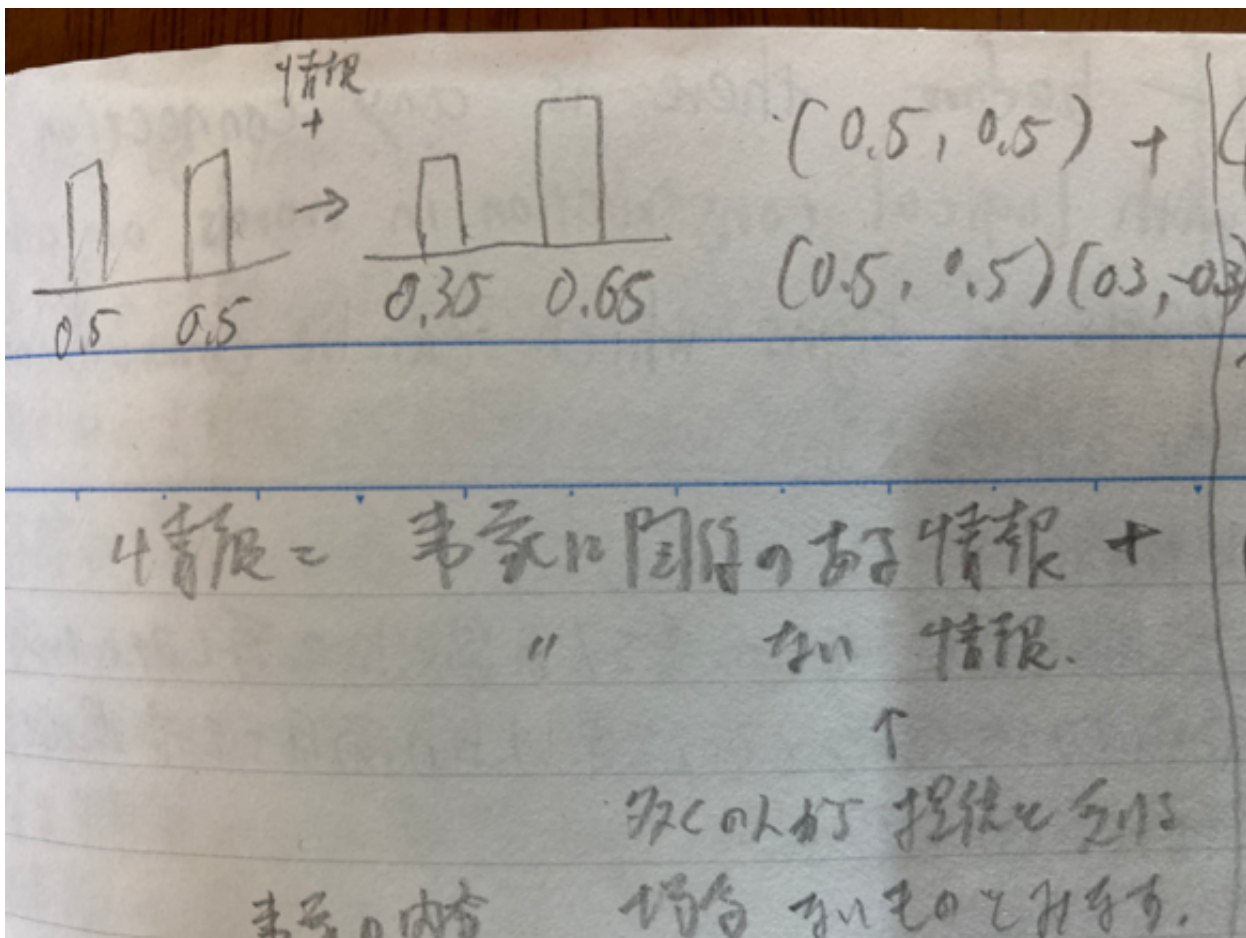 情報
+
(0.5, 0.5) + (
→
(0.5, 0.5)(0.3, -0.3)
0.5 0.5 0.35 0.65
情報= 事象に関係のある情報 +
〃 ない 情報.
↑
多くの人から 提供を受ける
事象の内容 場合 ないものとみなす.